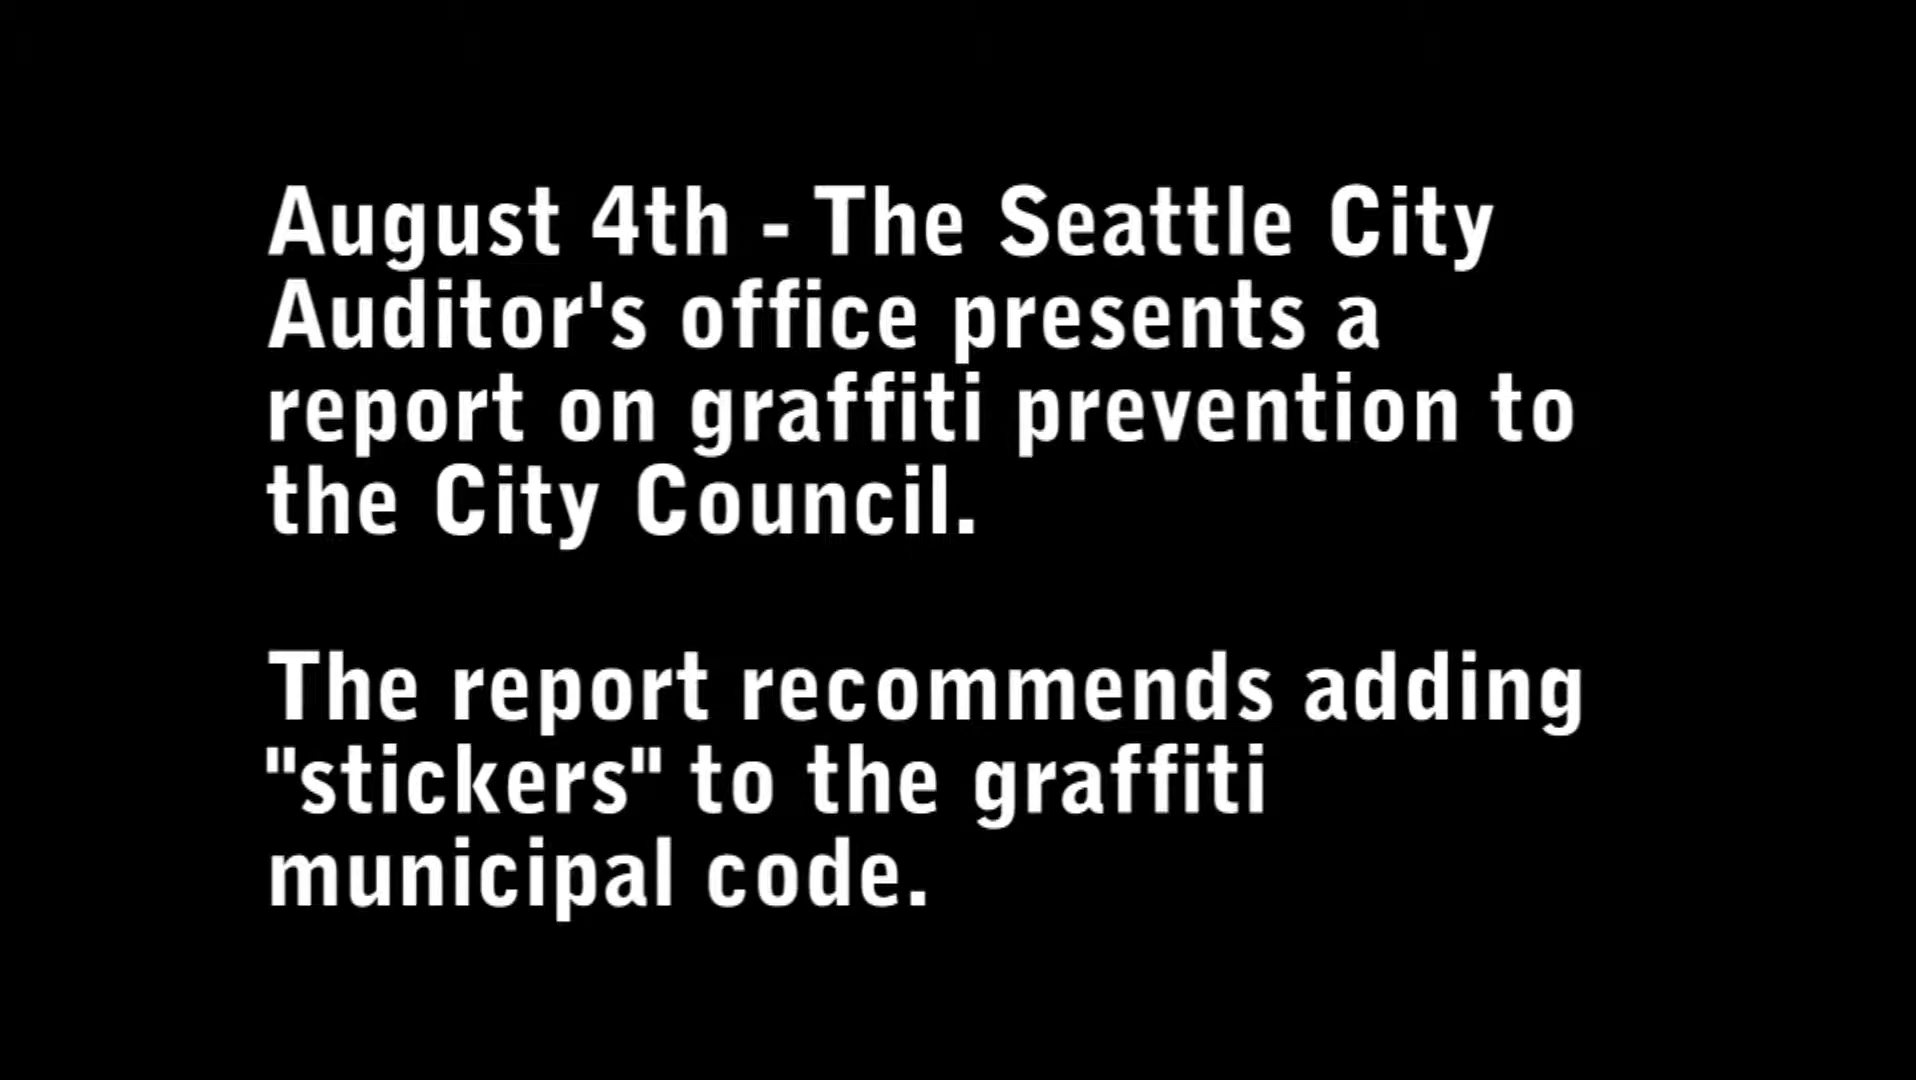 August 4th - The Seattle City
Auditor's office presents a
report on graffiti prevention to
the City Council.
The report recommends adding
"stickers" to the graffiti
municipal code.